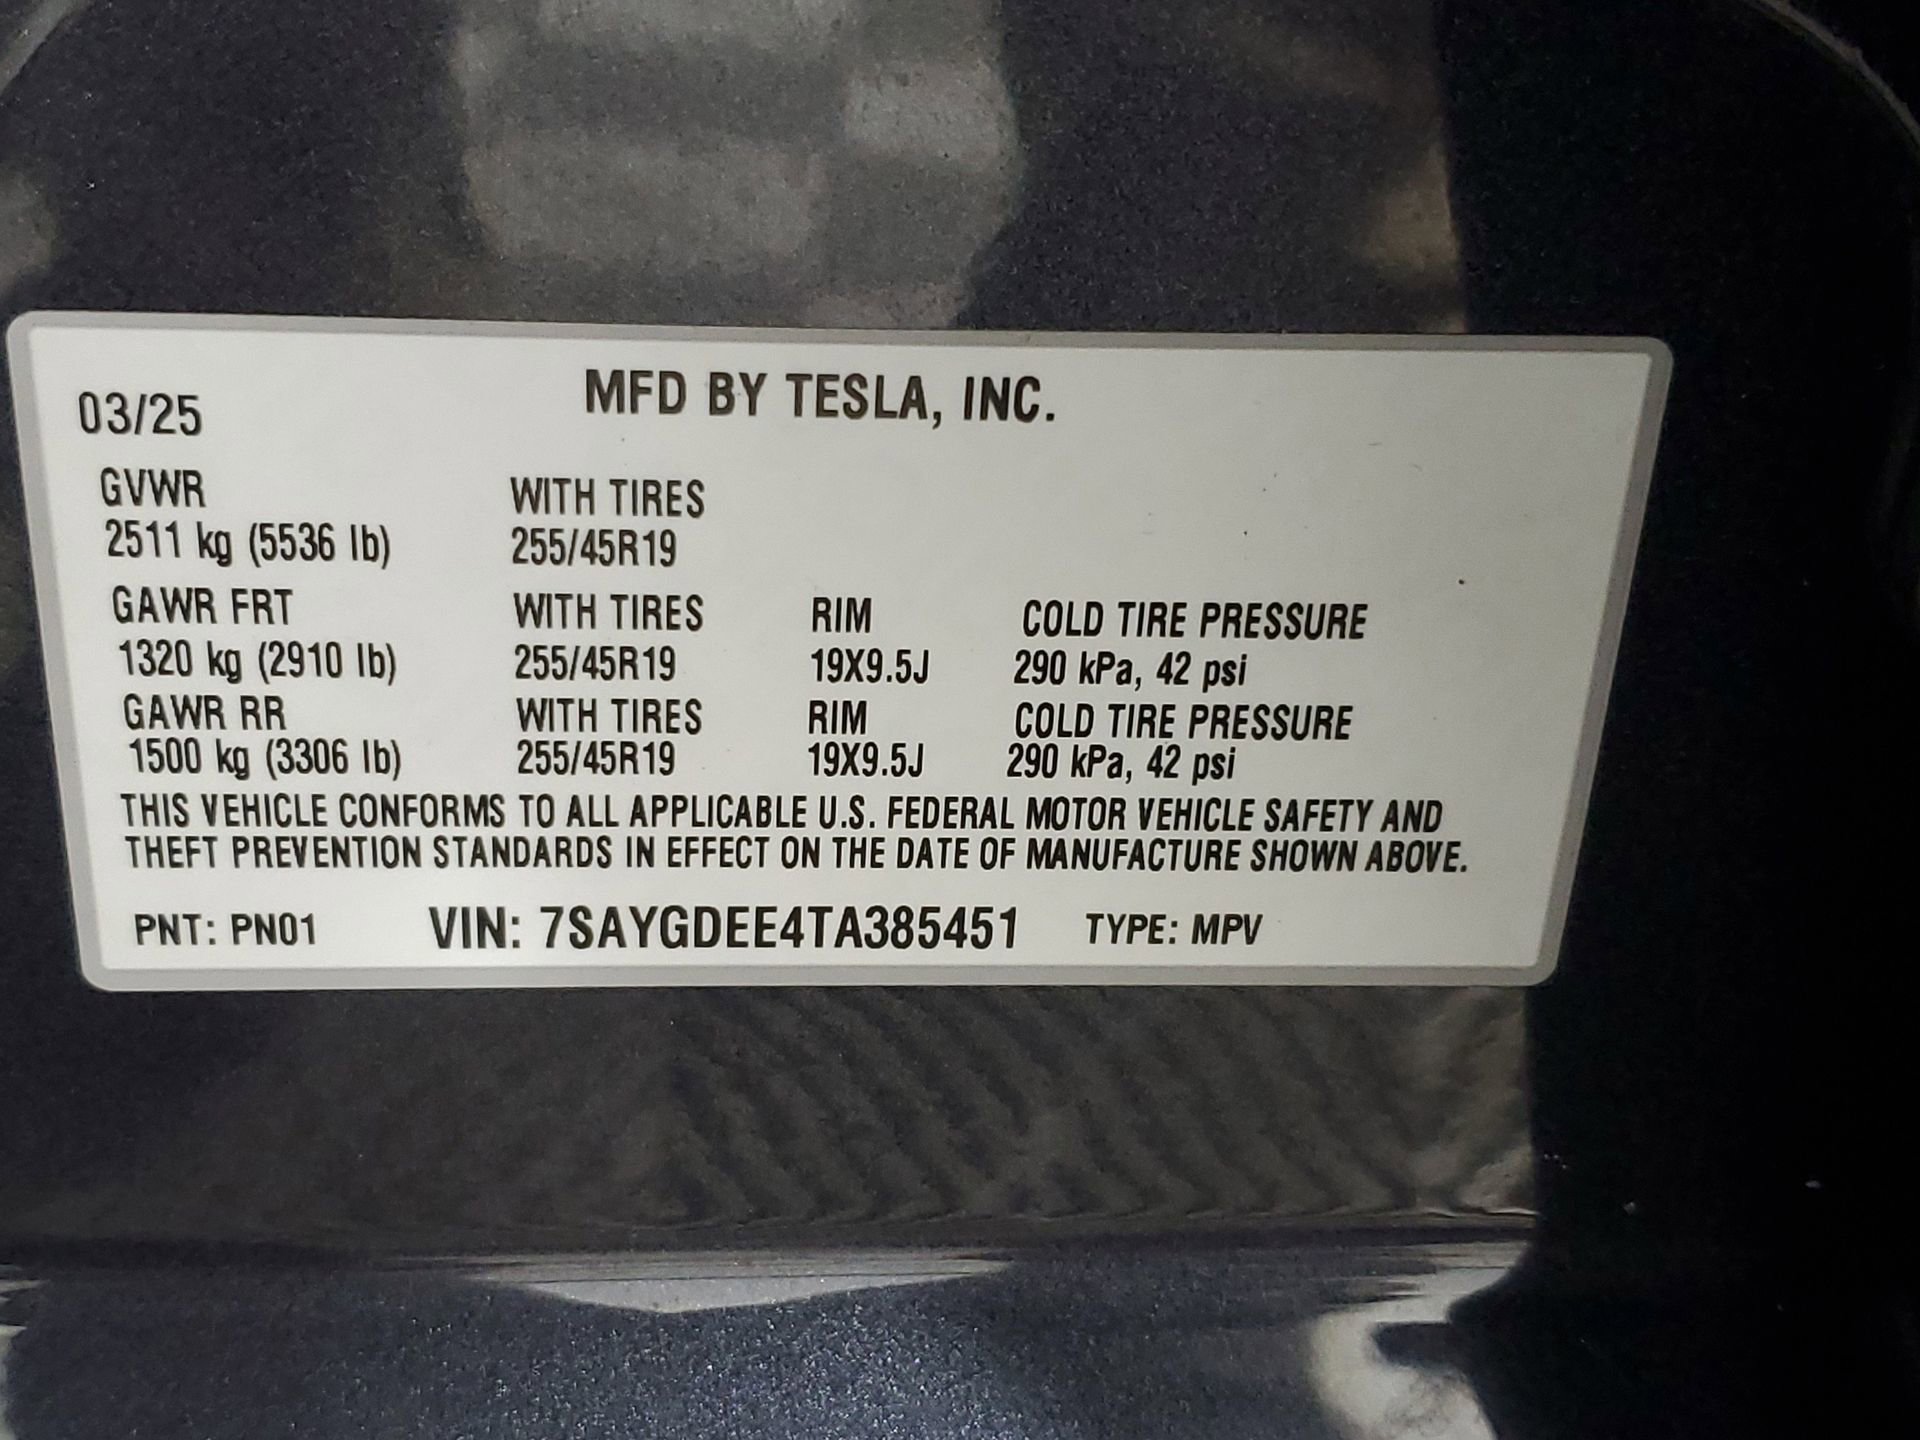 03/25 MFD BY TESLA, INC.
GVWR WITH TIRES
2511 kg (5536 lb) 255/45R19
GAWR FRT WITH TIRES RIM COLD TIRE PRESSURE
1320 kg (2910 lb) 255/45R19 19X9.5J 290 kPa, 42 psi
GAWR RR WITH TIRES RIM COLD TIRE PRESSURE
1500 kg (3306 lb) 255/45R19 19X9.5J 290 kPa, 42 psi
THIS VEHICLE CONFORMS TO ALL APPLICABLE U.S. FEDERAL MOTOR VEHICLE SAFETY AND
THEFT PREVENTION STANDARDS IN EFFECT ON THE DATE OF MANUFACTURE SHOWN ABOVE.
PNT: PN01 VIN: 7SAYGDEE4TA385451 TYPE: MPV